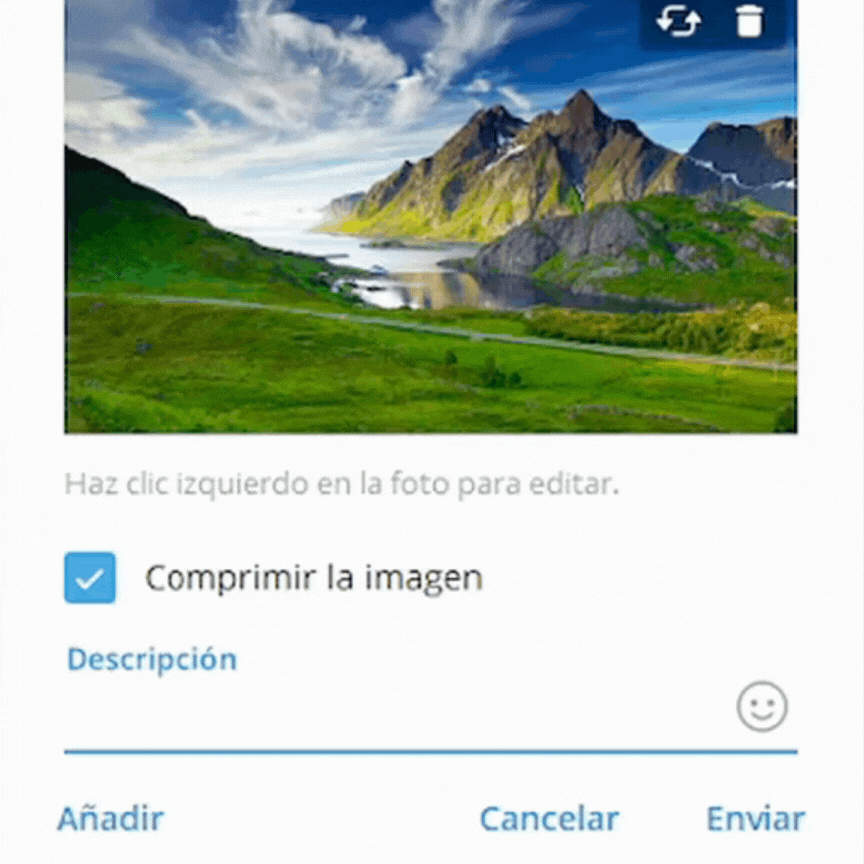 Haz clic izquierdo en la foto para editar.
Comprimir la imagen
Descripción
Añadir Cancelar Enviar